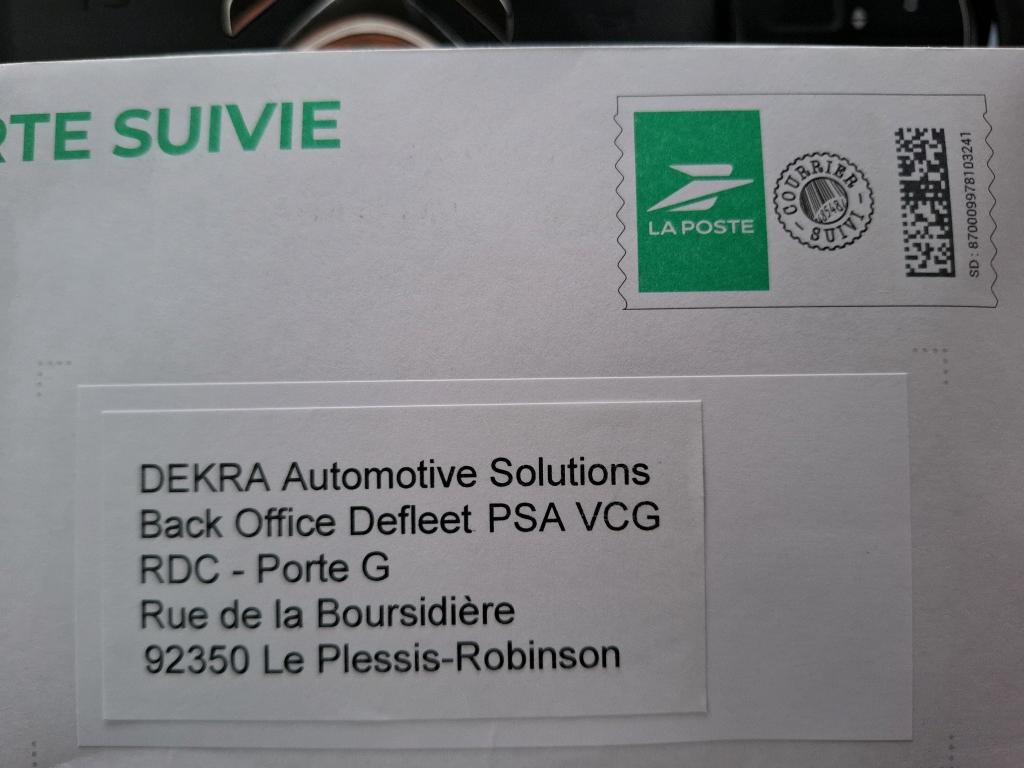 RTE SUIVIE
LA POSTE
COURRIER
SUIVI
SD : 870009978103241
DEKRA Automotive Solutions
Back Office Defleet PSA VCG
RDC - Porte G
Rue de la Boursidière
92350 Le Plessis-Robinson